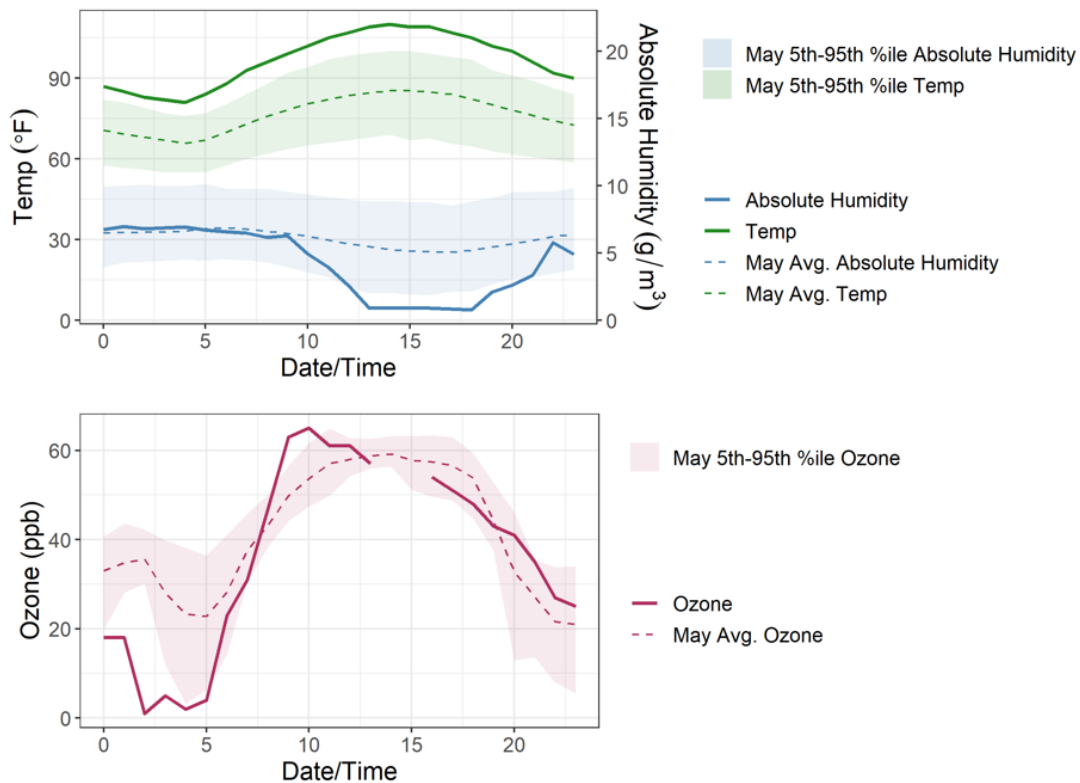 90
60
30
0
Temp (°F)
20
15
10
5
0
Absolute Humidity (g/m³)
0
5
10
15
20
Date/Time
May 5th-95th %ile Absolute Humidity
May 5th-95th %ile Temp
Absolute Humidity
Temp
May Avg. Absolute Humidity
May Avg. Temp
60
40
20
0
Ozone (ppb)
0
5
10
15
20
Date/Time
May 5th-95th %ile Ozone
Ozone
May Avg. Ozone